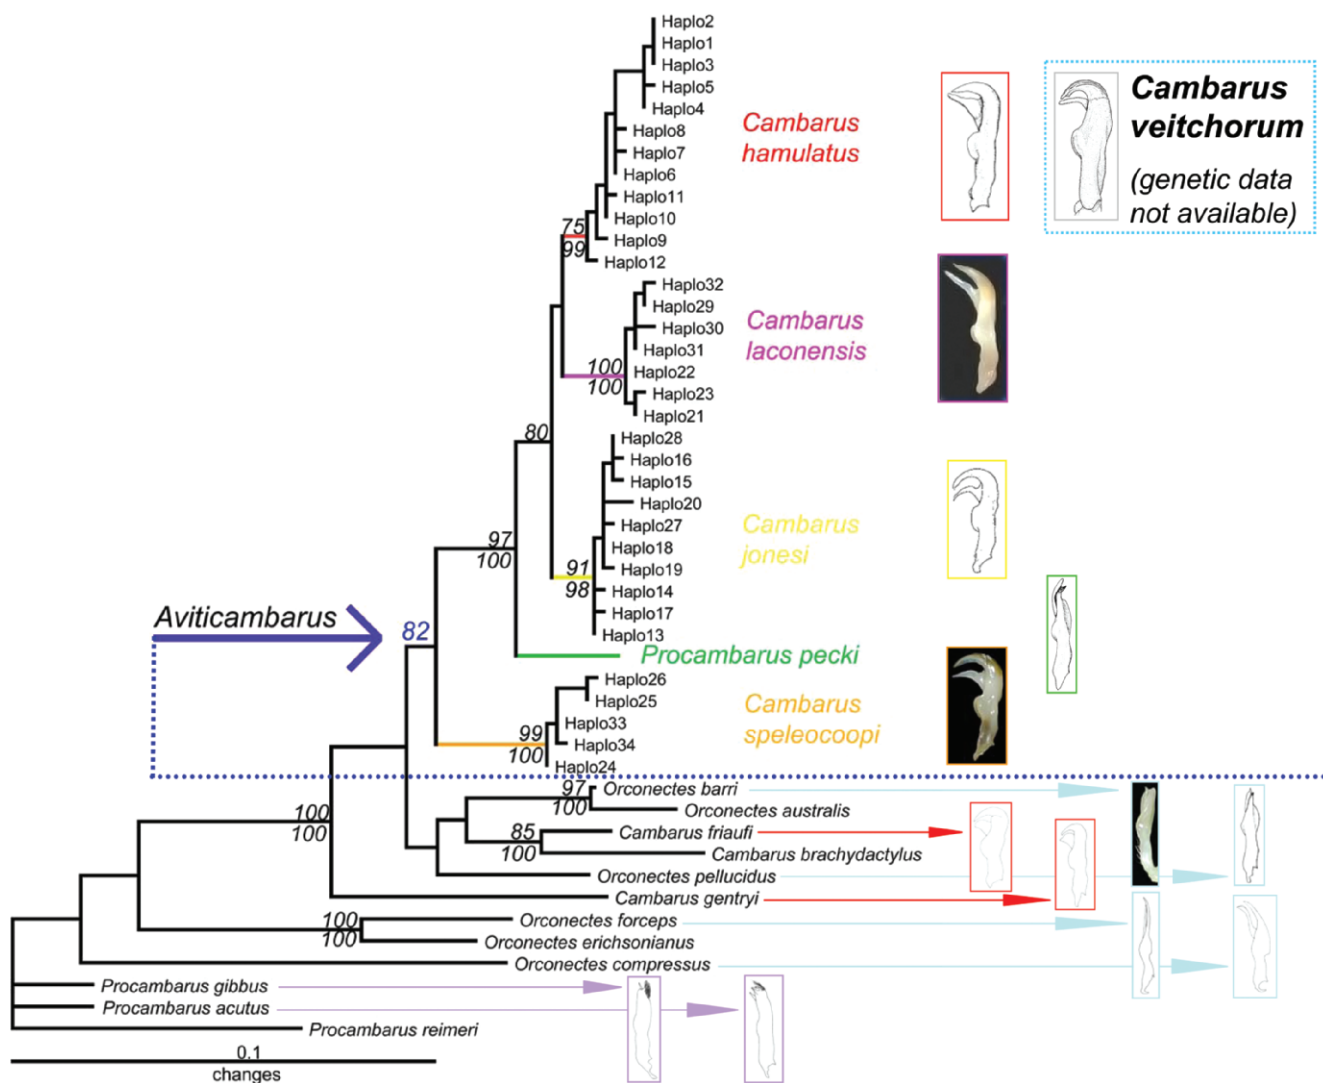 Haplo2
Haplo1
Haplo3
Haplo5
Haplo4
Haplo8
Haplo7
Haplo6
Haplo11
Haplo10
Haplo9
Haplo12
75
99
Cambarus
hamulatus
Cambarus
veitchorum
(genetic data
not available)
Haplo32
Haplo29
Haplo30
Haplo31
Haplo22
Haplo23
Haplo21
100
100
Cambarus
laconensis
80
Haplo28
Haplo16
Haplo15
Haplo20
Haplo27
Haplo18
Haplo19
Haplo14
Haplo17
Haplo13
97
100
91
98
Cambarus
jonesi
Aviticambarus
82
Procambarus pecki
Haplo26
Haplo25
Haplo33
Haplo34
Haplo24
99
100
Cambarus
speleocoopi
97
100
Orconectes barri
Orconectes australis
85
100
Cambarus friaufi
Cambarus brachydactylus
Orconectes pellucidus
100
100
Cambarus gentryi
100
100
Orconectes forceps
Orconectes erichsonianus
Orconectes compressus
Procambarus gibbus
Procambarus acutus
Procambarus reimeri
0.1
changes